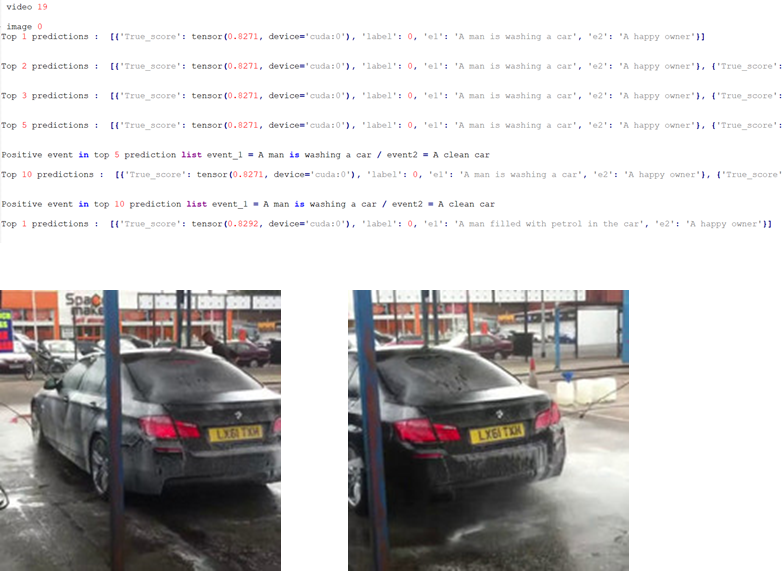 video 19
image 0
Top 1 predictions :  [{'True_score': tensor(0.8271, device='cuda:0'), 'label': 0, 'e1': 'A man is washing a car', 'e2': 'A happy owner'}]
Top 2 predictions :  [{'True_score': tensor(0.8271, device='cuda:0'), 'label': 0, 'e1': 'A man is washing a car', 'e2': 'A happy owner'}, {'True_score':
Top 3 predictions :  [{'True_score': tensor(0.8271, device='cuda:0'), 'label': 0, 'e1': 'A man is washing a car', 'e2': 'A happy owner'}, {'True_score':
Top 5 predictions :  [{'True_score': tensor(0.8271, device='cuda:0'), 'label': 0, 'e1': 'A man is washing a car', 'e2': 'A happy owner'}, {'True_score':
Positive event in top 5 prediction list event_1 = A man is washing a car / event2 = A clean car
Top 10 predictions :  [{'True_score': tensor(0.8271, device='cuda:0'), 'label': 0, 'e1': 'A man is washing a car', 'e2': 'A happy owner'}, {'True_score'
Positive event in top 10 prediction list event_1 = A man is washing a car / event2 = A clean car
Top 1 predictions :  [{'True_score': tensor(0.8292, device='cuda:0'), 'label': 0, 'e1': 'A man filled with petrol in the car', 'e2': 'A happy owner'}]
Space
make
LX61 TXH
LX61 TXH